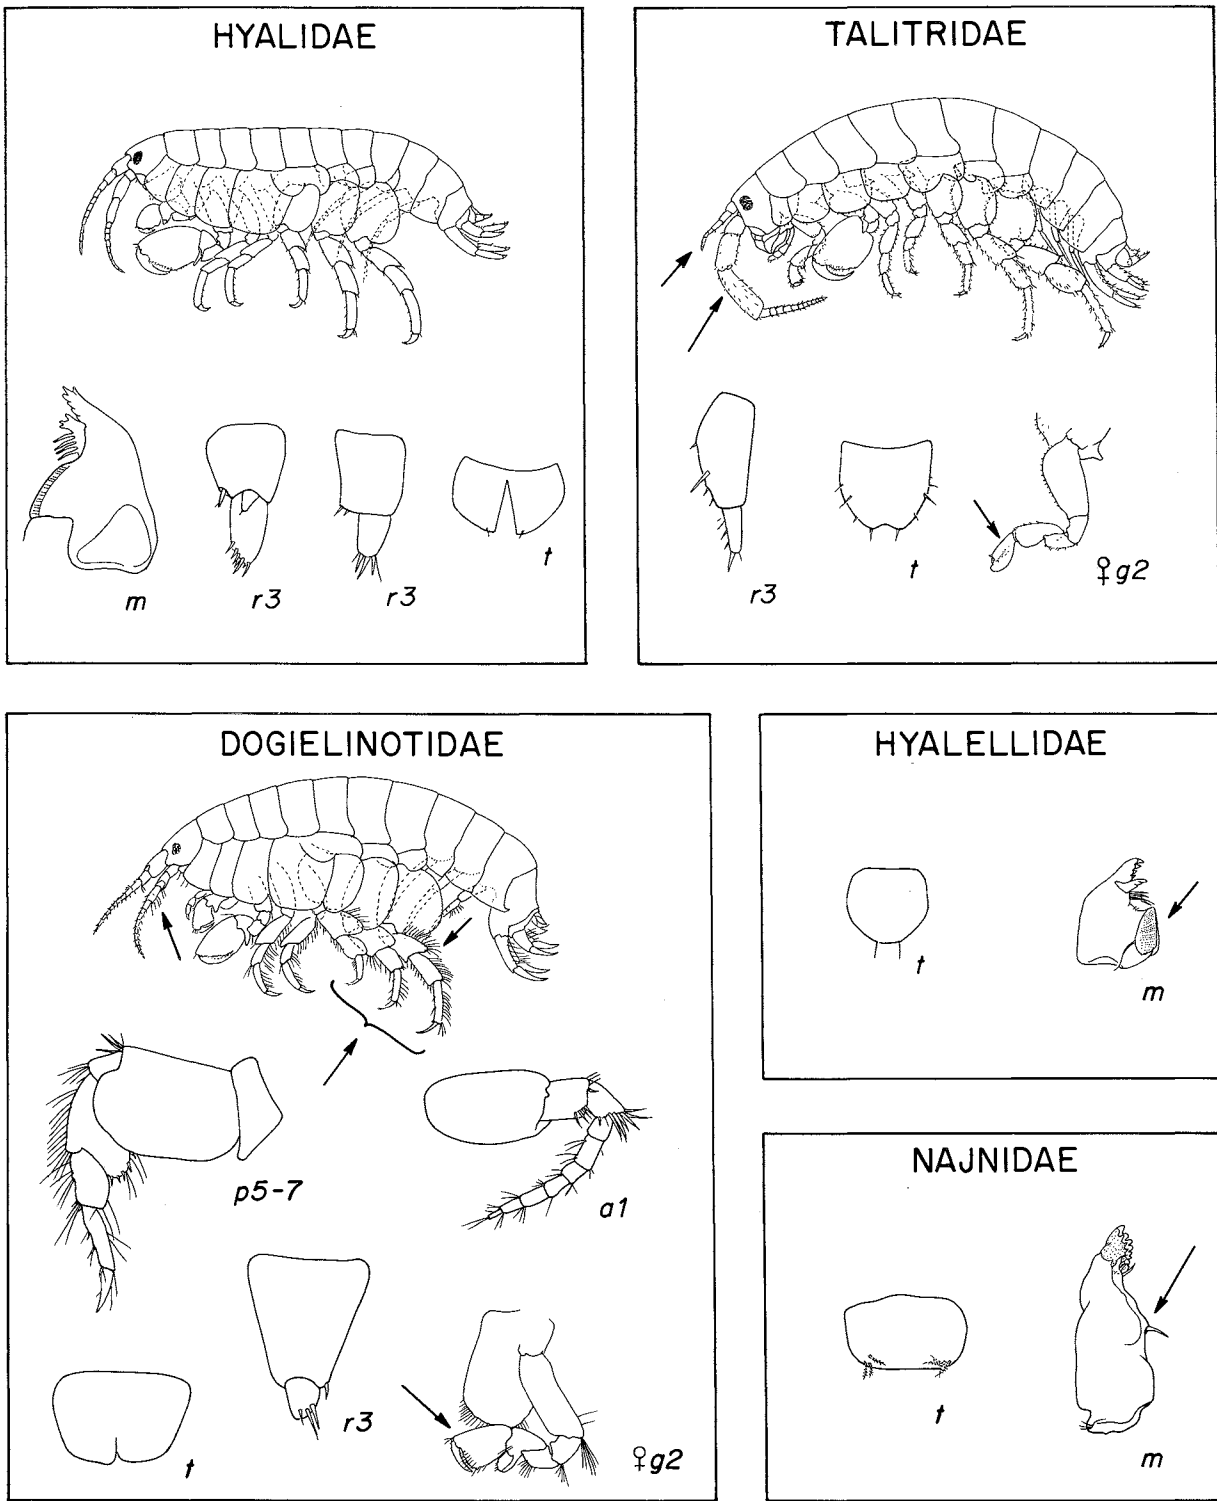 HYALIDAE
m
r3
r3
t
TALITRIDAE
r3
t
♀g2
DOGIELINOTIDAE
p5-7
a1
t
r3
♀g2
HYALELLIDAE
t
m
NAJNIDAE
t
m